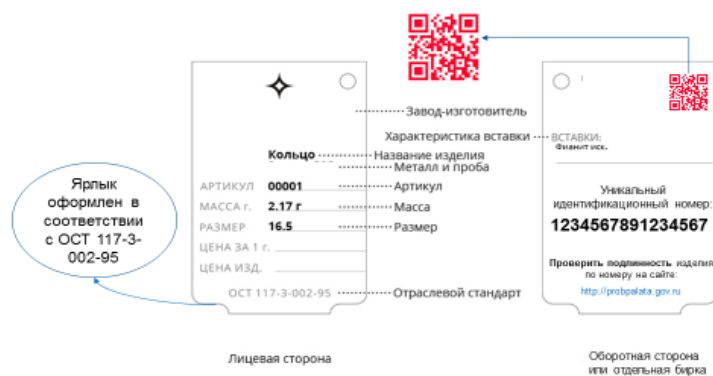 Завод-изготовитель
Характеристика вставки
ВСТАВКИ:
Фианит иск.
Кольцо
Название изделия
Металл и проба
АРТИКУЛ 00001
Артикул
МАССА г. 2.17 г
Масса
РАЗМЕР 16.5
Размер
ЦЕНА ЗА 1 г.
ЦЕНА ИЗД.
ОСТ 117-3-002-95
Отраслевой стандарт
Ярлык
оформлен в
соответствии
с ОСТ 117-3-
002-95
Уникальный
идентификационный номер:
1234567891234567
Проверить подлинность изделия
по номеру на сайте:
http://probpalata.gov.ru
Лицевая сторона
Оборотная сторона
или отдельная бирка